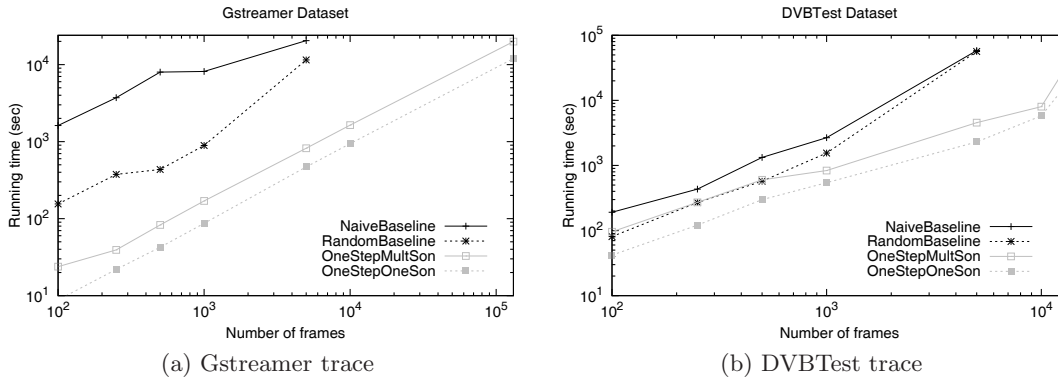 Gstreamer Dataset
Running time (sec)
10^4
10^3
10^2
10^1
10^2
10^3
10^4
10^5
Number of frames
NaiveBaseline
RandomBaseline
OneStepMultSon
OneStepOneSon
(a) Gstreamer trace
DVBTest Dataset
Running time (sec)
10^5
10^4
10^3
10^2
10^1
10^2
10^3
10^4
Number of frames
NaiveBaseline
RandomBaseline
OneStepMultSon
OneStepOneSon
(b) DVBTest trace